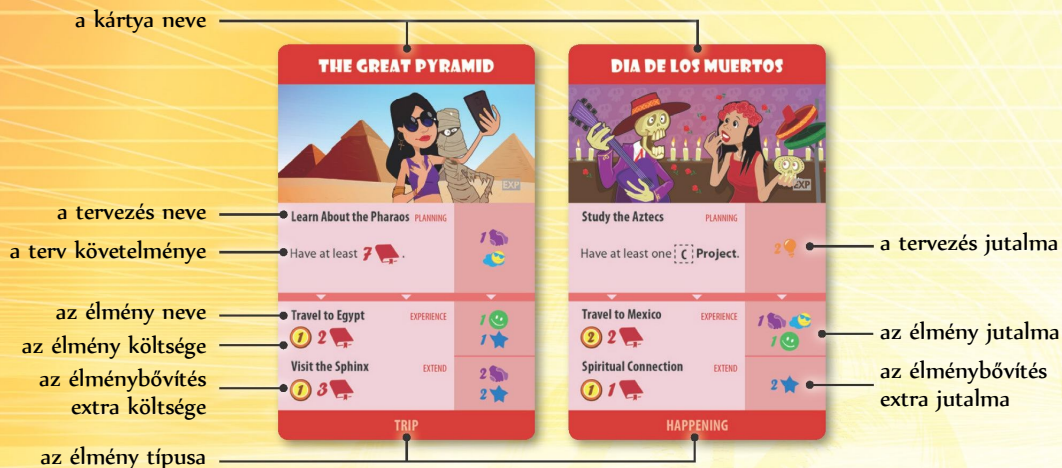 a kártya neve
THE GREAT PYRAMID
EXP
Learn About the Pharaos PLANNING
Have at least 7 .
1
Travel to Egypt EXPERIENCE
1 2
1
1
Visit the Sphinx EXTEND
1 3
2
2
TRIP
DIA DE LOS MUERTOS
EXP
Study the Aztecs PLANNING
Have at least one C Project.
2
Travel to Mexico EXPERIENCE
2 2
1
1
Spiritual Connection EXTEND
1 1
2
HAPPENING
a tervezés neve
a terv követelménye
az élmény neve
az élmény költsége
az élménybővítés
extra költsége
az élmény típusa
a tervezés jutalma
az élmény jutalma
az élménybővítés
extra jutalma